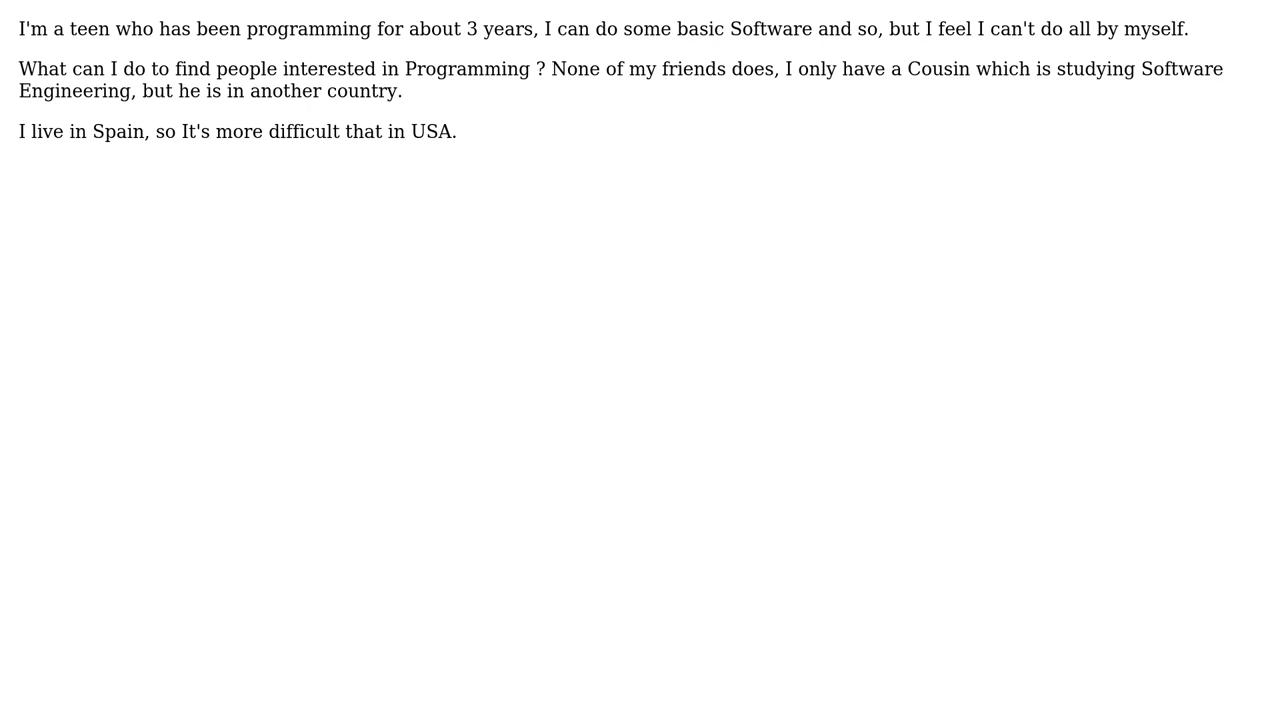 I'm a teen who has been programming for about 3 years, I can do some basic Software and so, but I feel I can't do all by myself.
What can I do to find people interested in Programming ? None of my friends does, I only have a Cousin which is studying Software
Engineering, but he is in another country.
I live in Spain, so It's more difficult that in USA.